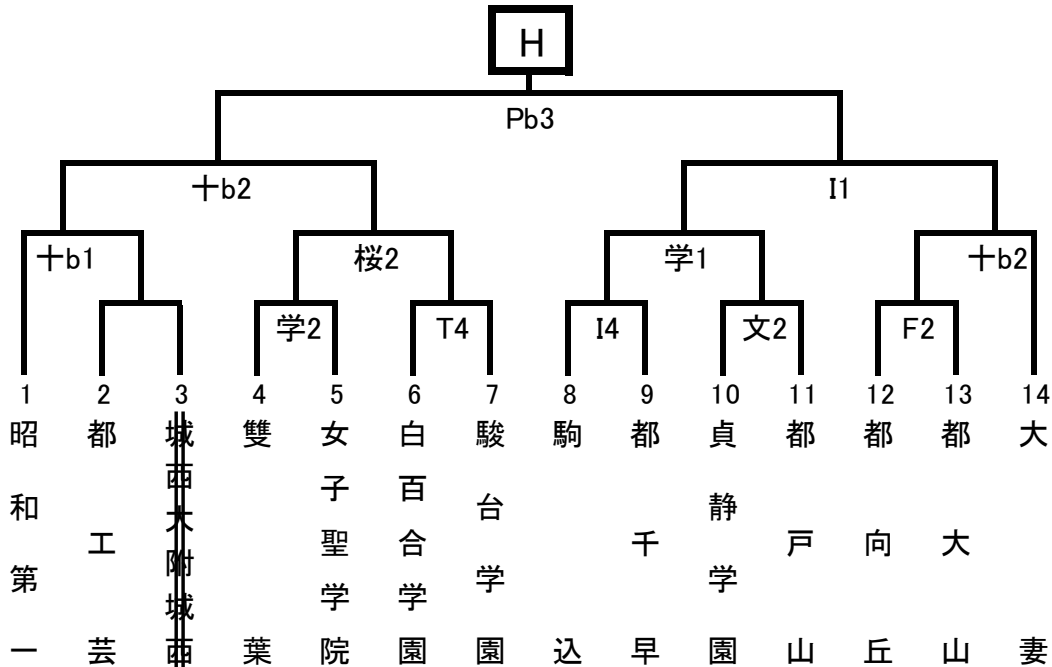 H
Pb3
十b2 I1
十b1 桜2 学1 十b2
学2 T4 I4 文2 F2
1 2 3 4 5 6 7 8 9 10 11 12 13 14
昭和第一
都工芸
城西大附城西
雙葉
女子聖学院
白百合学園
駿台学園
駒込
都千早
貞静学園
都戸山
都向丘
都大山
大妻